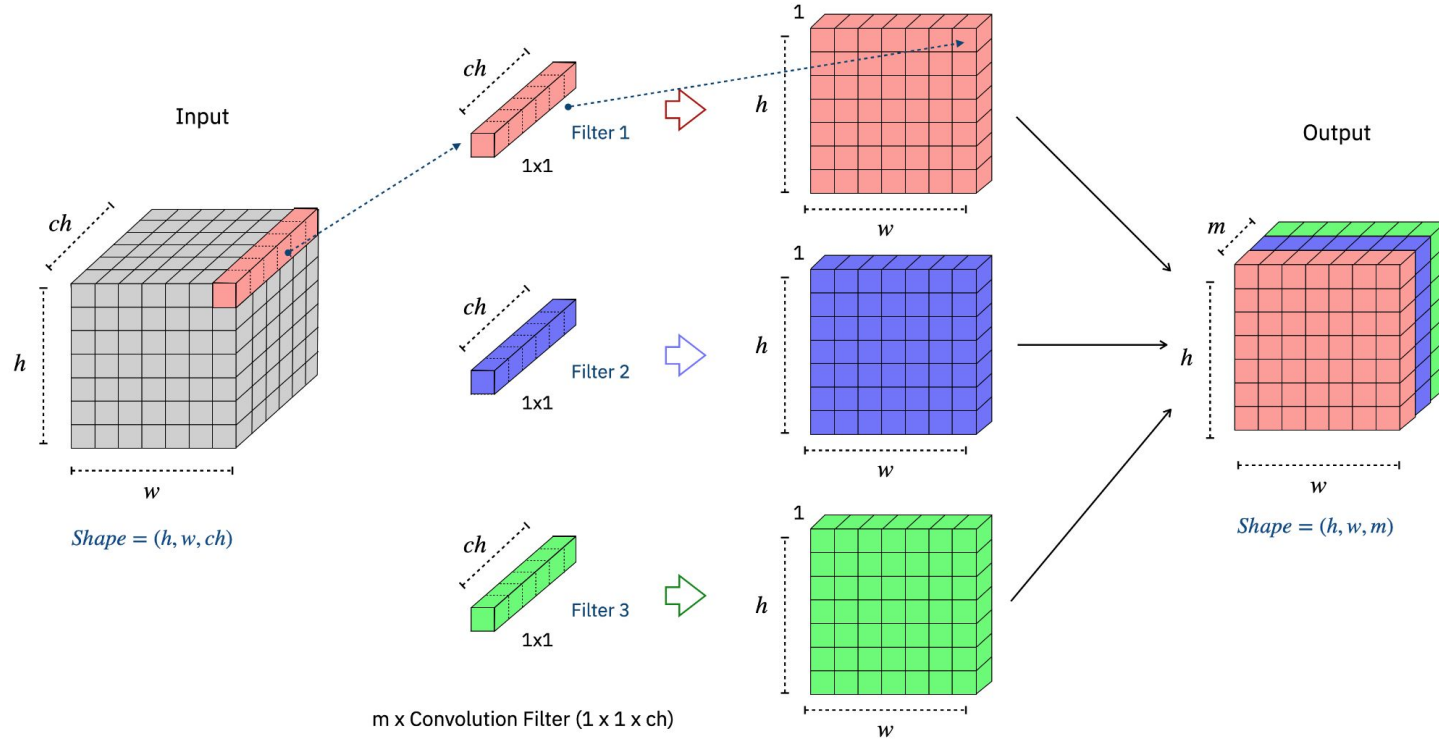 Input
ch
h
w
Shape = (h, w, ch)
ch
Filter 1
1x1
ch
Filter 2
1x1
ch
Filter 3
1x1
m x Convolution Filter (1 x 1 x ch)
1
h
w
1
h
w
1
h
w
Output
m
h
w
Shape = (h, w, m)